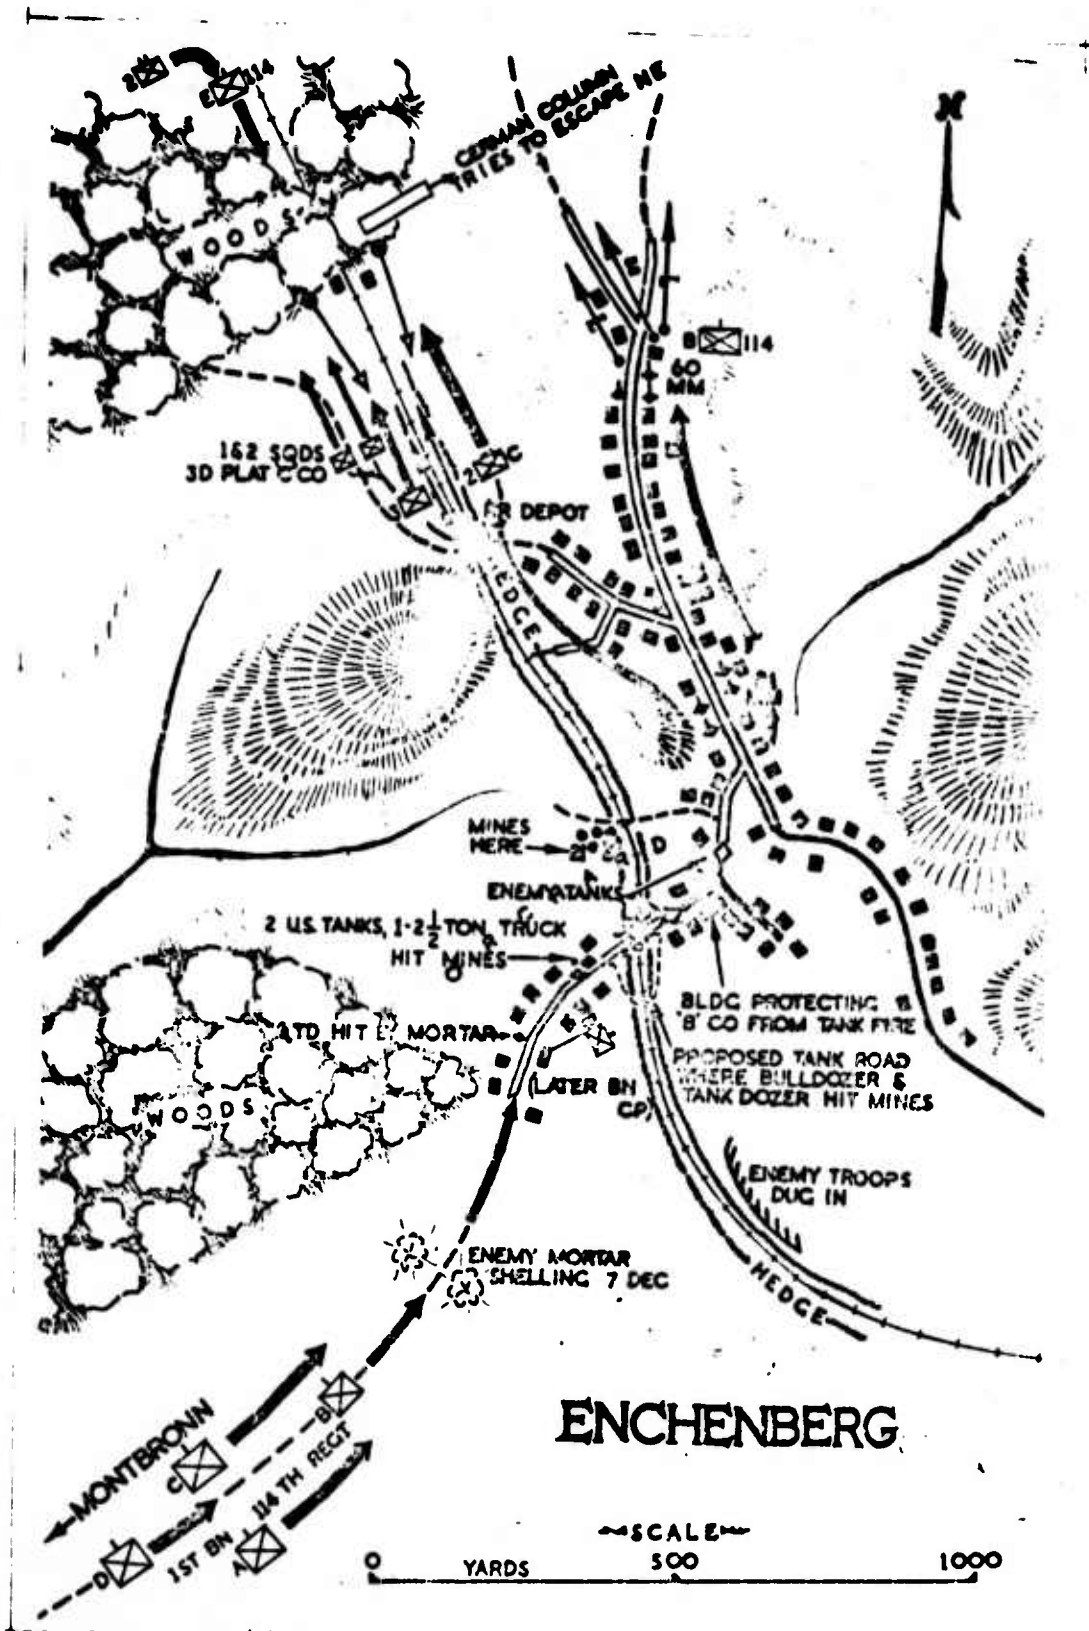 2
E 114
N
GERMAN COLUMN
TRIES TO ESCAPE NE
WOODS
B 114
60
MM
1&2 SQDS
3D PLAT C CO
2 C
RR DEPOT
EDGE
MINES
HERE
ENEMY TANKS
2 U.S. TANKS, 1-2½ TON TRUCK
HIT MINES
BLDG PROTECTING
'B' CO FROM TANK FIRE
TD HIT MORTAR
PROPOSED TANK ROAD
WHERE BULLDOZER &
TANK DOZER HIT MINES
WOODS
(LATER BN
CP)
ENEMY TROOPS
DUG IN
ENEMY MORTAR
SHELLING 7 DEC
HEDGE
MONTBRONN
B
C
D
A
1ST BN 114TH REGT
ENCHENBERG
SCALE
0 YARDS 500 1000